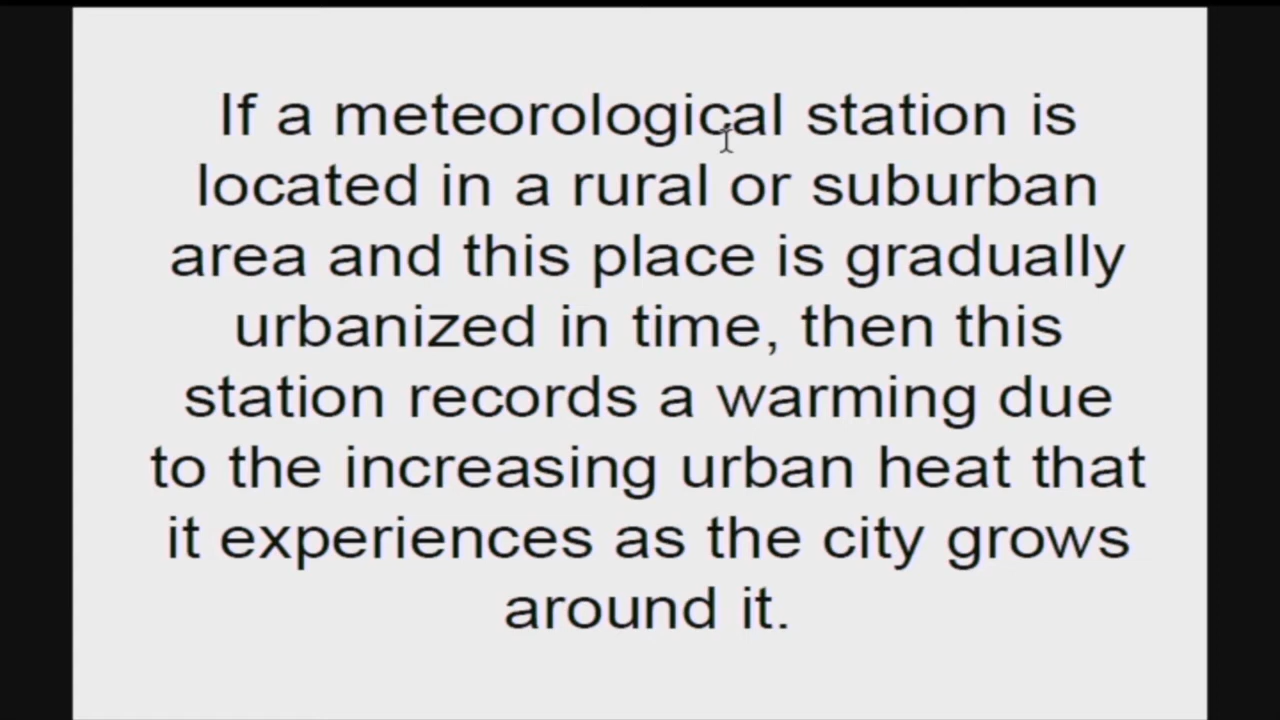 If a meteorological station is
located in a rural or suburban
area and this place is gradually
urbanized in time, then this
station records a warming due
to the increasing urban heat that
it experiences as the city grows
around it.